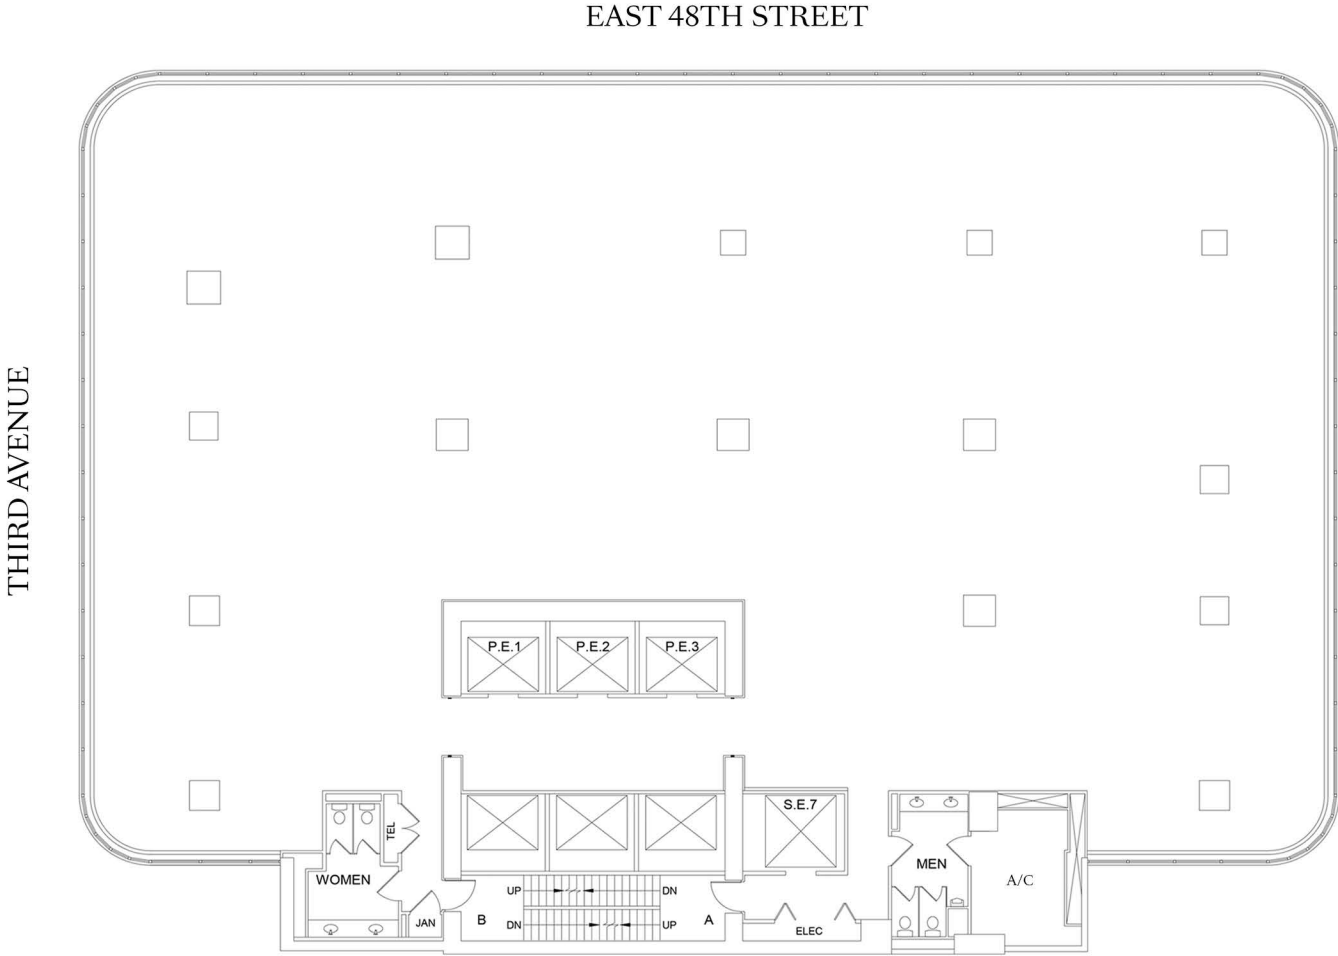 EAST 48TH STREET
THIRD AVENUE
P.E.1
P.E.2
P.E.3
S.E.7
TEL
WOMEN
JAN
B
UP
DN
DN
UP
A
ELEC
MEN
A/C